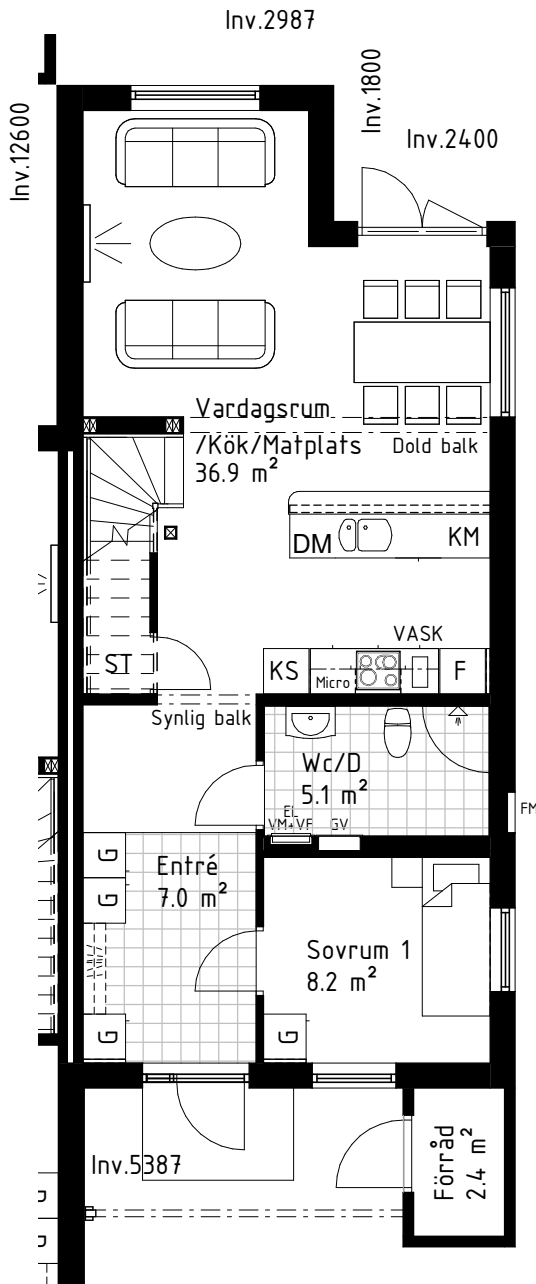 Inv.2987
Inv.1800
Inv.12600
Inv.2400
Vardagsrum
/Kök/Matplats
36.9 m²
Dold balk
DM
KM
VASK
ST
KS
Micro
F
Synlig balk
Wc/D
5.1 m²
EL
VM+VF
GV
FM
G
Entré
7.0 m²
G
Sovrum 1
8.2 m²
G
G
Inv.5387
Förråd
2.4 m²
G